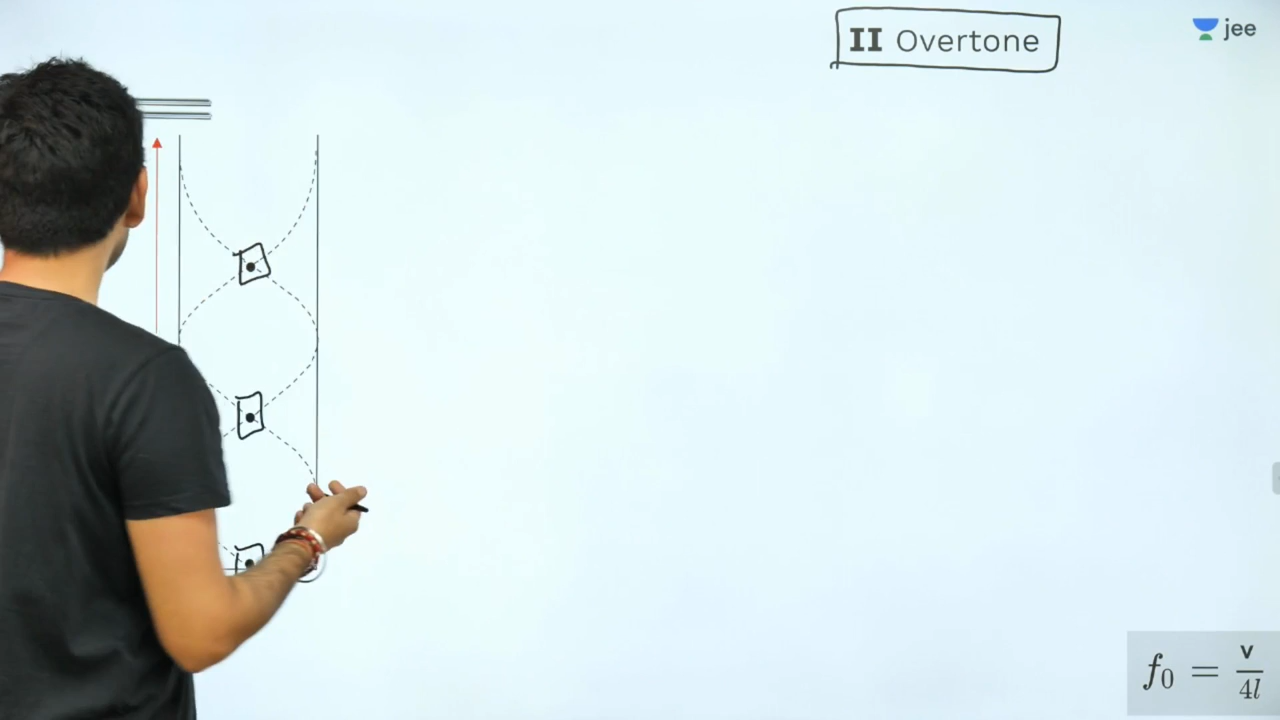 II Overtone
jee
f₀ = v/4l